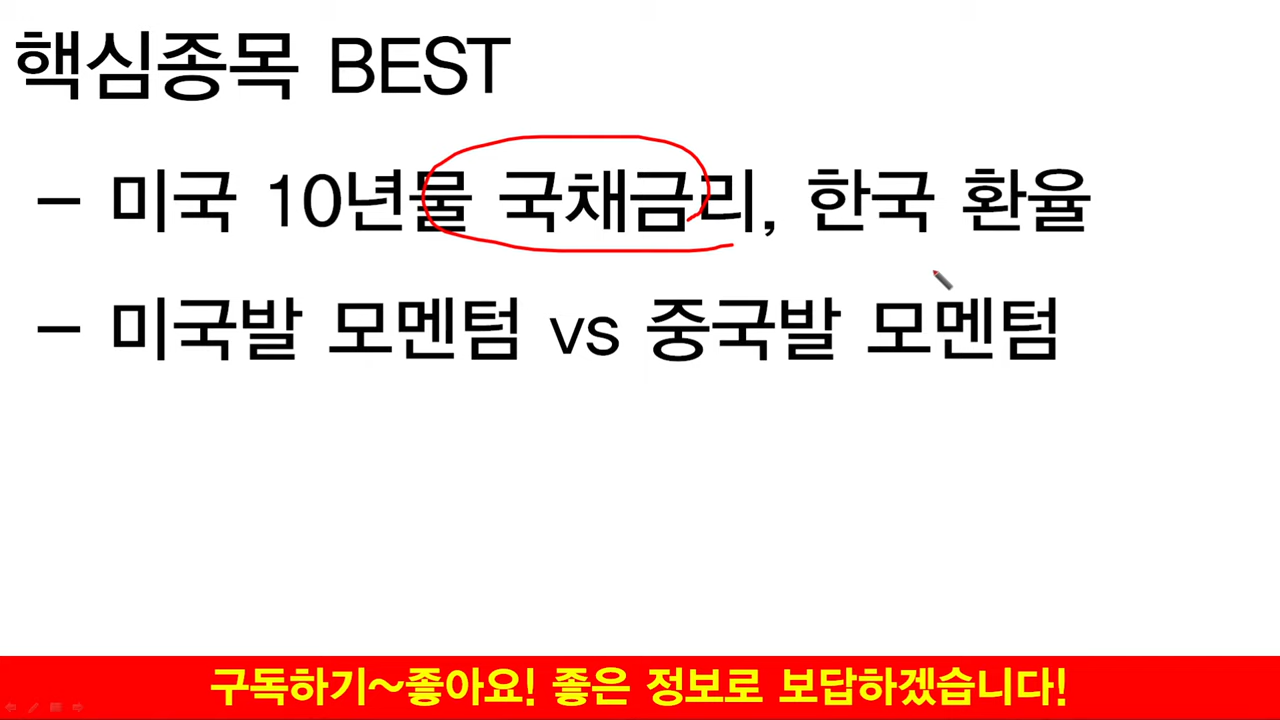 핵심종목 BEST
– 미국 10년물 국채금리, 한국 환율
– 미국발 모멘텀 vs 중국발 모멘텀
구독하기~좋아요! 좋은 정보로 보답하겠습니다!